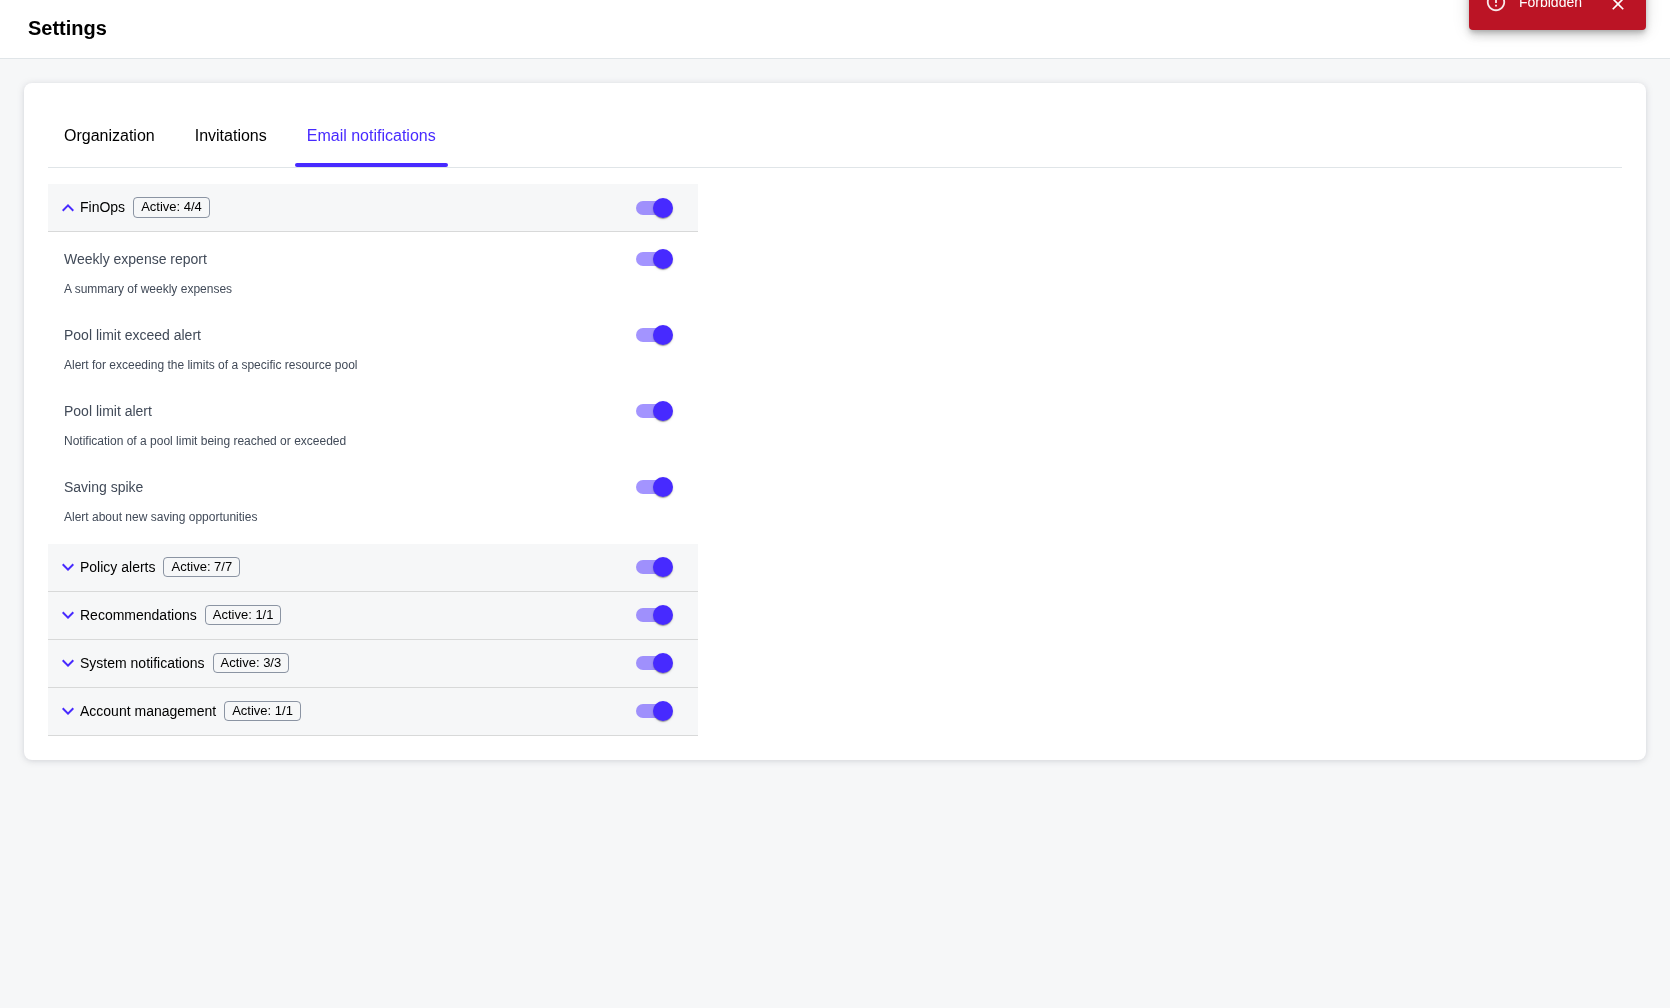 Settings
Forbidden
Organization
Invitations
Email notifications
FinOps
Active: 4/4
Weekly expense report
A summary of weekly expenses
Pool limit exceed alert
Alert for exceeding the limits of a specific resource pool
Pool limit alert
Notification of a pool limit being reached or exceeded
Saving spike
Alert about new saving opportunities
Policy alerts
Active: 7/7
Recommendations
Active: 1/1
System notifications
Active: 3/3
Account management
Active: 1/1